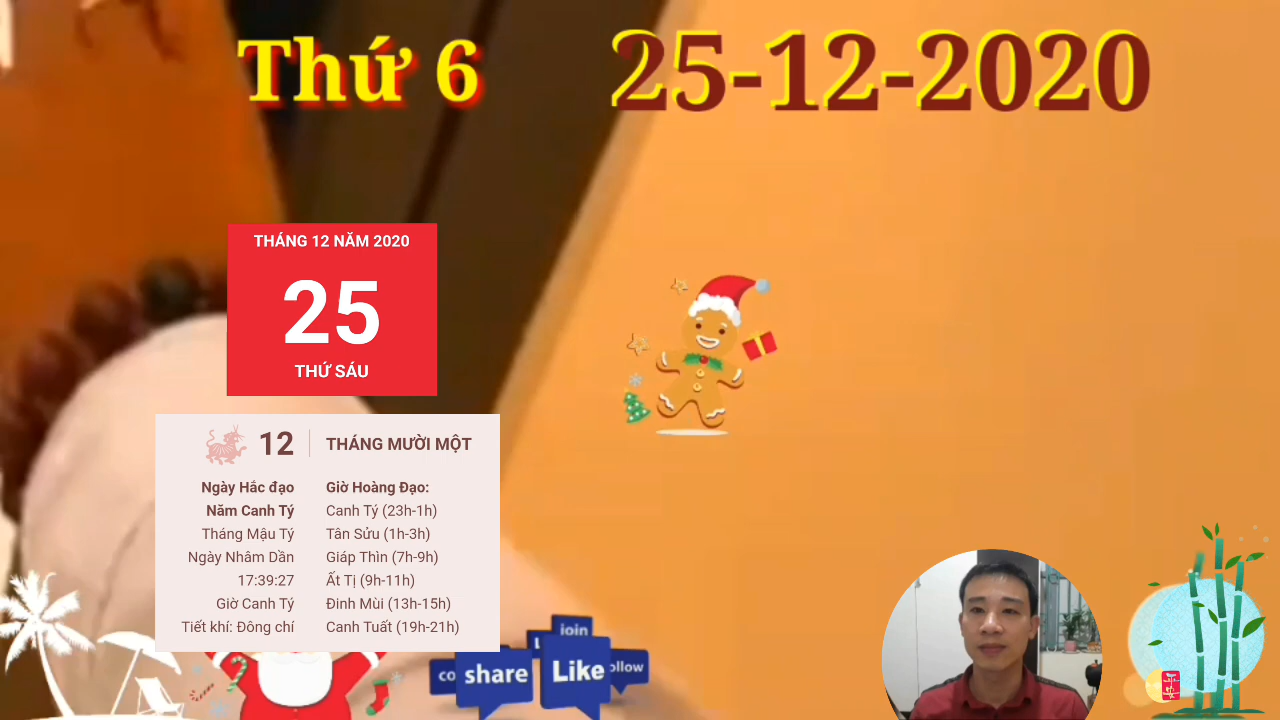 Thứ 6 25-12-2020
THÁNG 12 NĂM 2020
25
THỨ SÁU
12 THÁNG MƯỜI MỘT
Ngày Hắc đạo
Năm Canh Tý
Tháng Mậu Tý
Ngày Nhâm Dần
17:39:27
Giờ Canh Tý
Tiết khí: Đông chí
Giờ Hoàng Đạo:
Canh Tý (23h-1h)
Tân Sửu (1h-3h)
Giáp Thìn (7h-9h)
Ất Tị (9h-11h)
Đinh Mùi (13h-15h)
Canh Tuất (19h-21h)
join
share
Like
ollow
co
L
平安